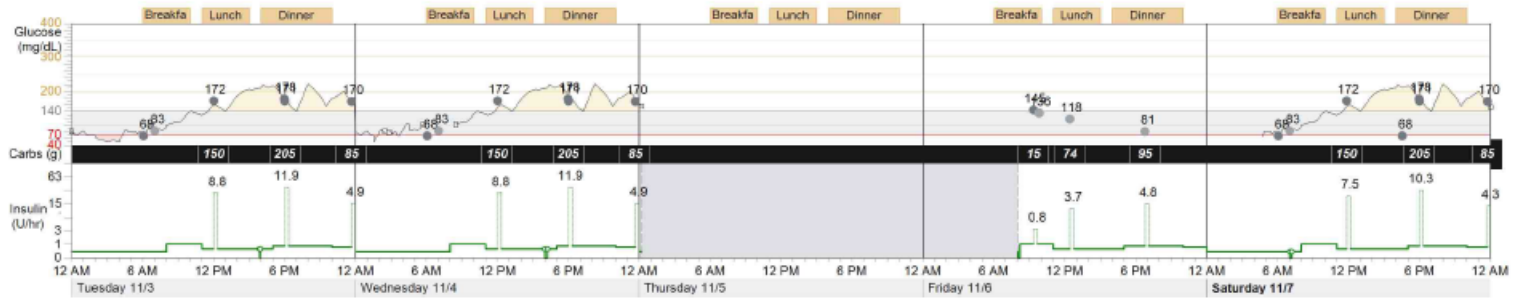 Breakfa Lunch Dinner Breakfa Lunch Dinner Breakfa Lunch Dinner Breakfa Lunch Dinner Breakfa Lunch Dinner
400
Glucose
(mg/dL)
300
200
140
70
40
172 170 172 170 172 170
68 83 68 83 118 81 68 83 68
Carbs (g) 150 205 85 150 205 85 15 74 95 150 205 85
63
Insulin 15
(U/hr)
3
1
0
8.8 11.9 4.9 8.8 11.9 4.9 0.8 3.7 4.8 7.5 10.3 4.3
12 AM 6 AM 12 PM 6 PM 12 AM 6 AM 12 PM 6 PM 12 AM 6 AM 12 PM 6 PM 12 AM 6 AM 12 PM 6 PM 12 AM 6 AM 12 PM 6 PM 12 AM
Tuesday 11/3 Wednesday 11/4 Thursday 11/5 Friday 11/6 Saturday 11/7